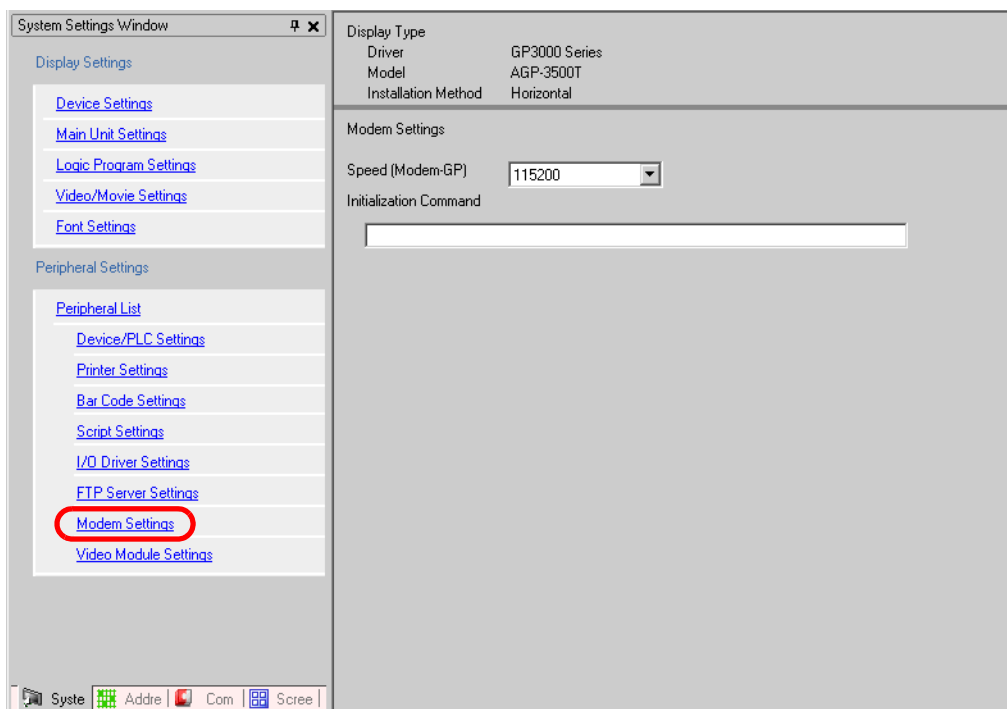 System Settings Window
Display Settings
Device Settings
Main Unit Settings
Logic Program Settings
Video/Movie Settings
Font Settings
Peripheral Settings
Peripheral List
Device/PLC Settings
Printer Settings
Bar Code Settings
Script Settings
I/O Driver Settings
FTP Server Settings
Modem Settings
Video Module Settings
Syste Addre Com Scree
Display Type
Driver GP3000 Series
Model AGP-3500T
Installation Method Horizontal
Modem Settings
Speed (Modem-GP) 115200
Initialization Command